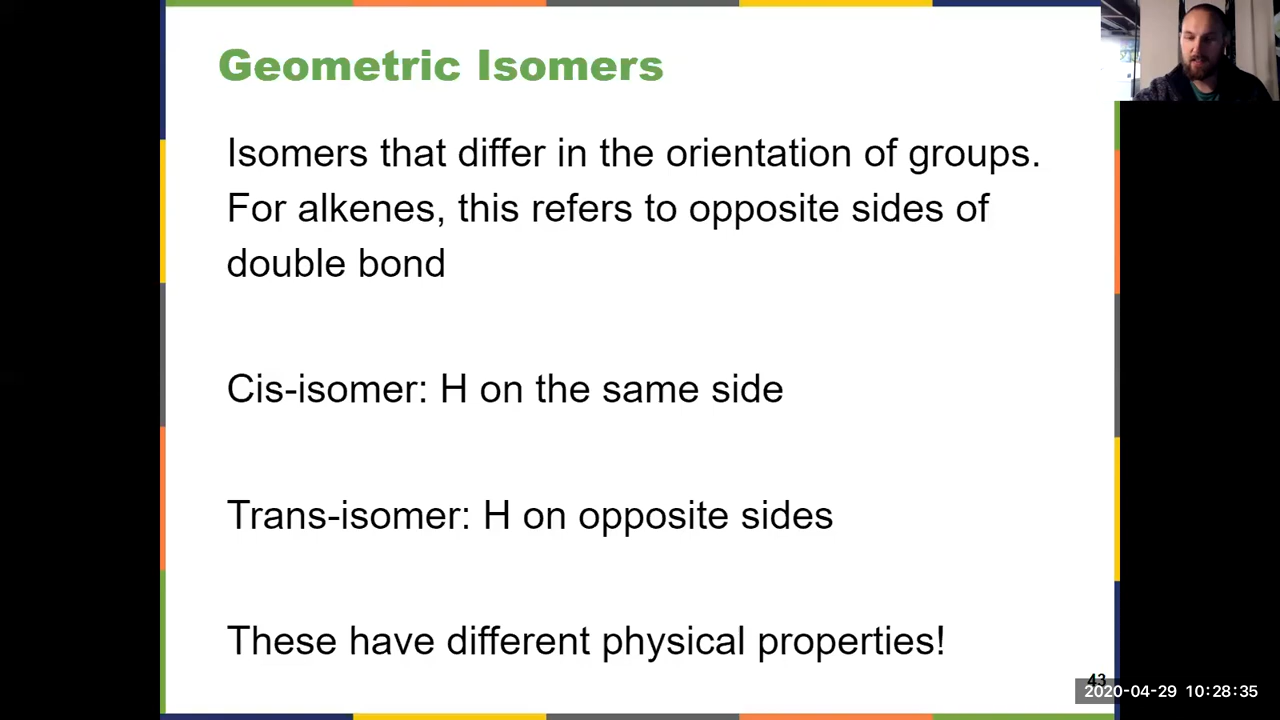 Geometric Isomers
Isomers that differ in the orientation of groups.
For alkenes, this refers to opposite sides of
double bond
Cis-isomer: H on the same side
Trans-isomer: H on opposite sides
These have different physical properties!
43
2020-04-29 10:28:35